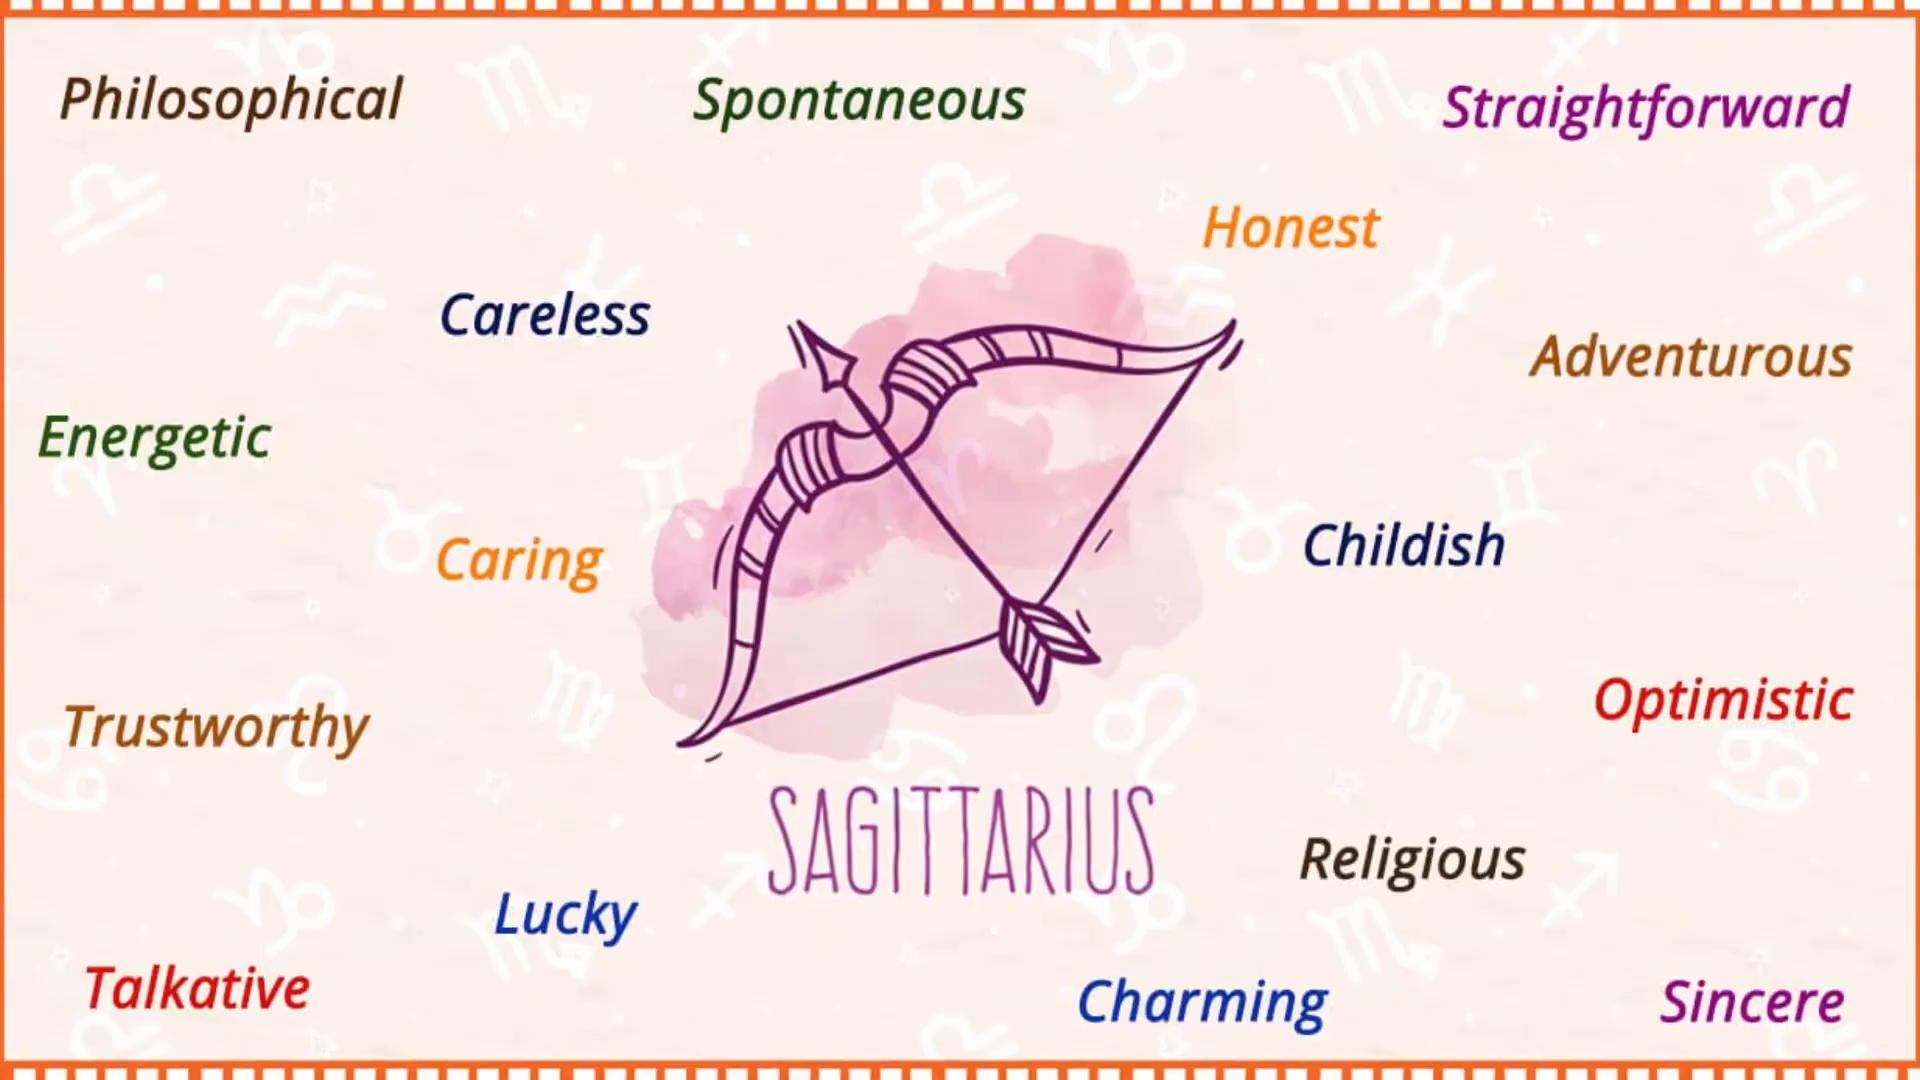 Philosophical
Spontaneous
Straightforward
Honest
Careless
Adventurous
Energetic
Caring
Childish
Trustworthy
Optimistic
SAGITTARIUS
Religious
Lucky
Talkative
Charming
Sincere